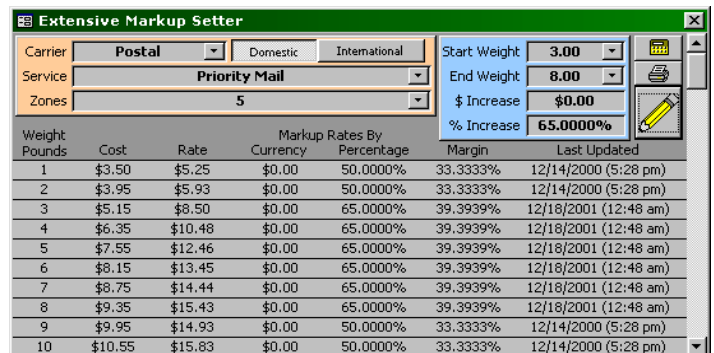 Extensive Markup Setter
Carrier Postal Domestic International
Service Priority Mail
Zones 5
Start Weight 3.00
End Weight 8.00
$ Increase $0.00
% Increase 65.0000%
Weight Markup Rates By
Pounds Cost Rate Currency Percentage Margin Last Updated
1 $3.50 $5.25 $0.00 50.0000% 33.3333% 12/14/2000 (5:28 pm)
2 $3.95 $5.93 $0.00 50.0000% 33.3333% 12/14/2000 (5:28 pm)
3 $5.15 $8.50 $0.00 65.0000% 39.3939% 12/18/2001 (12:48 am)
4 $6.35 $10.48 $0.00 65.0000% 39.3939% 12/18/2001 (12:48 am)
5 $7.55 $12.46 $0.00 65.0000% 39.3939% 12/18/2001 (12:48 am)
6 $8.15 $13.45 $0.00 65.0000% 39.3939% 12/18/2001 (12:48 am)
7 $8.75 $14.44 $0.00 65.0000% 39.3939% 12/18/2001 (12:48 am)
8 $9.35 $15.43 $0.00 65.0000% 39.3939% 12/18/2001 (12:48 am)
9 $9.95 $14.93 $0.00 50.0000% 33.3333% 12/14/2000 (5:28 pm)
10 $10.55 $15.83 $0.00 50.0000% 33.3333% 12/14/2000 (5:28 pm)